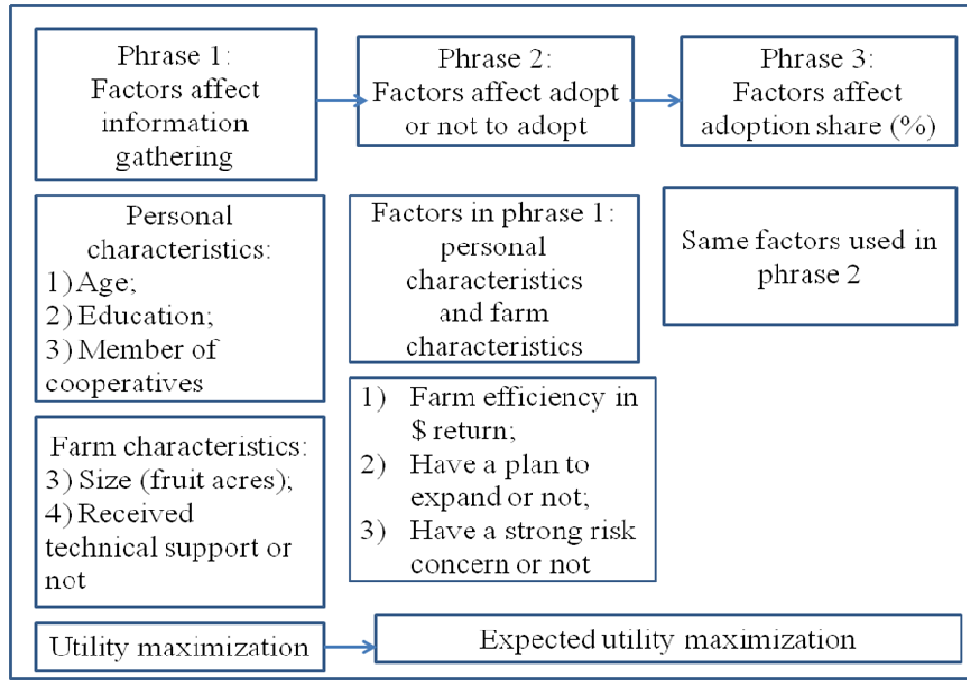 Phrase 1:
Factors affect
information
gathering
Phrase 2:
Factors affect adopt
or not to adopt
Phrase 3:
Factors affect
adoption share (%)
Personal
characteristics:
1) Age;
2) Education;
3) Member of
cooperatives
Factors in phrase 1:
personal
characteristics
and farm
characteristics
Same factors used in
phrase 2
Farm characteristics:
3) Size (fruit acres);
4) Received
technical support or
not
1) Farm efficiency in
$ return;
2) Have a plan to
expand or not;
3) Have a strong risk
concern or not
Utility maximization
Expected utility maximization